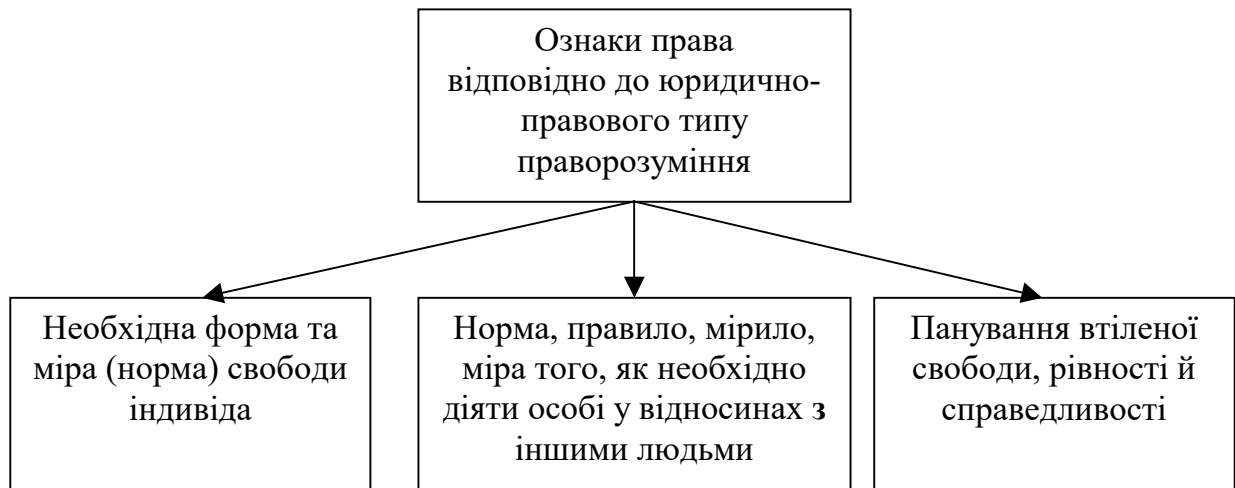 Ознаки права
відповідно до юридично-
правового типу
праворозуміння
Необхідна форма та
міра (норма) свободи
індивіда
Норма, правило, мірило,
міра того, як необхідно
діяти особі у відносинах з
іншими людьми
Панування втіленої
свободи, рівності й
справедливості